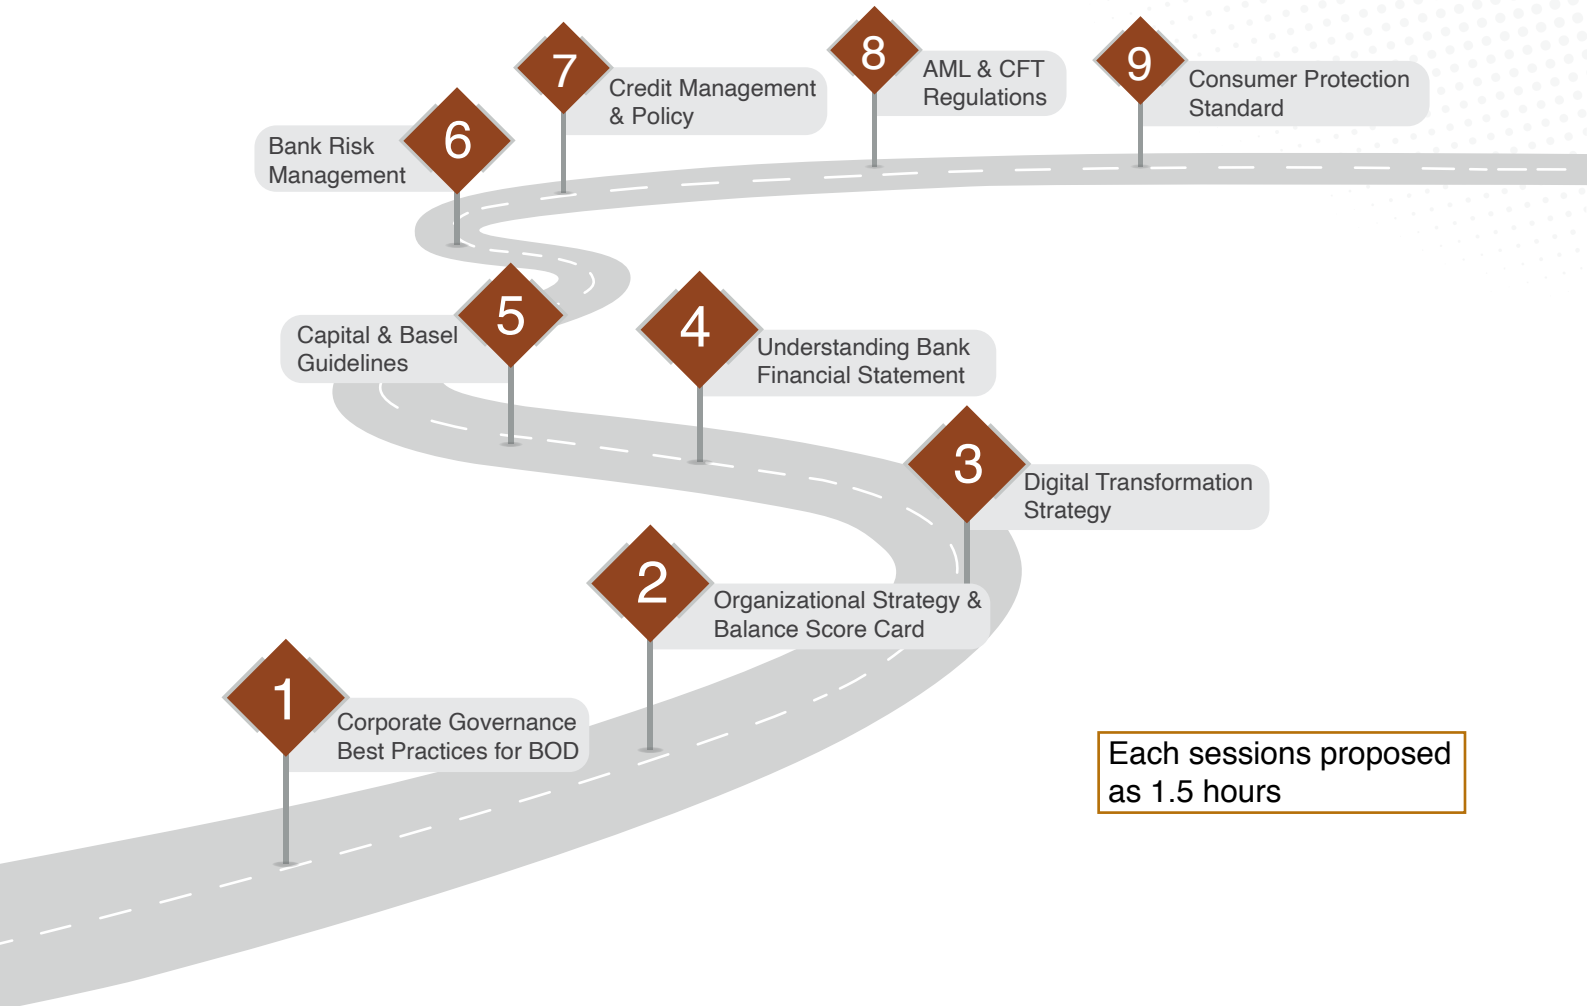 1
Corporate Governance
Best Practices for BOD
2
Organizational Strategy &
Balance Score Card
3
Digital Transformation
Strategy
4
Understanding Bank
Financial Statement
5
Capital & Basel
Guidelines
6
Bank Risk
Management
7
Credit Management
& Policy
8
AML & CFT
Regulations
9
Consumer Protection
Standard
Each sessions proposed
as 1.5 hours